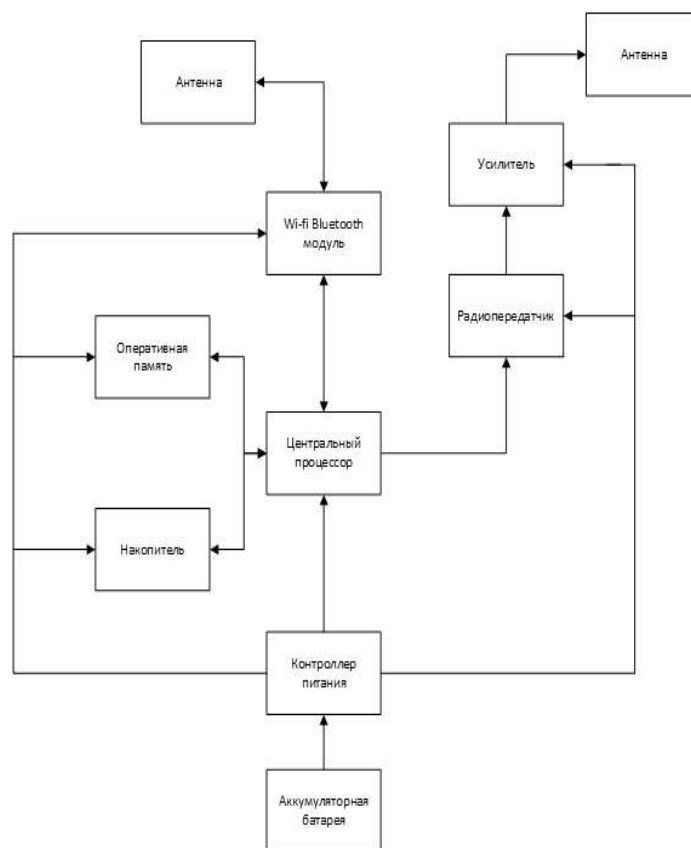 Антенна
Антенна
Усилитель
Wi-fi Bluetooth
модуль
Радиопередатчик
Оперативная
память
Центральный
процессор
Накопитель
Контроллер
питания
Аккумуляторная
батарея